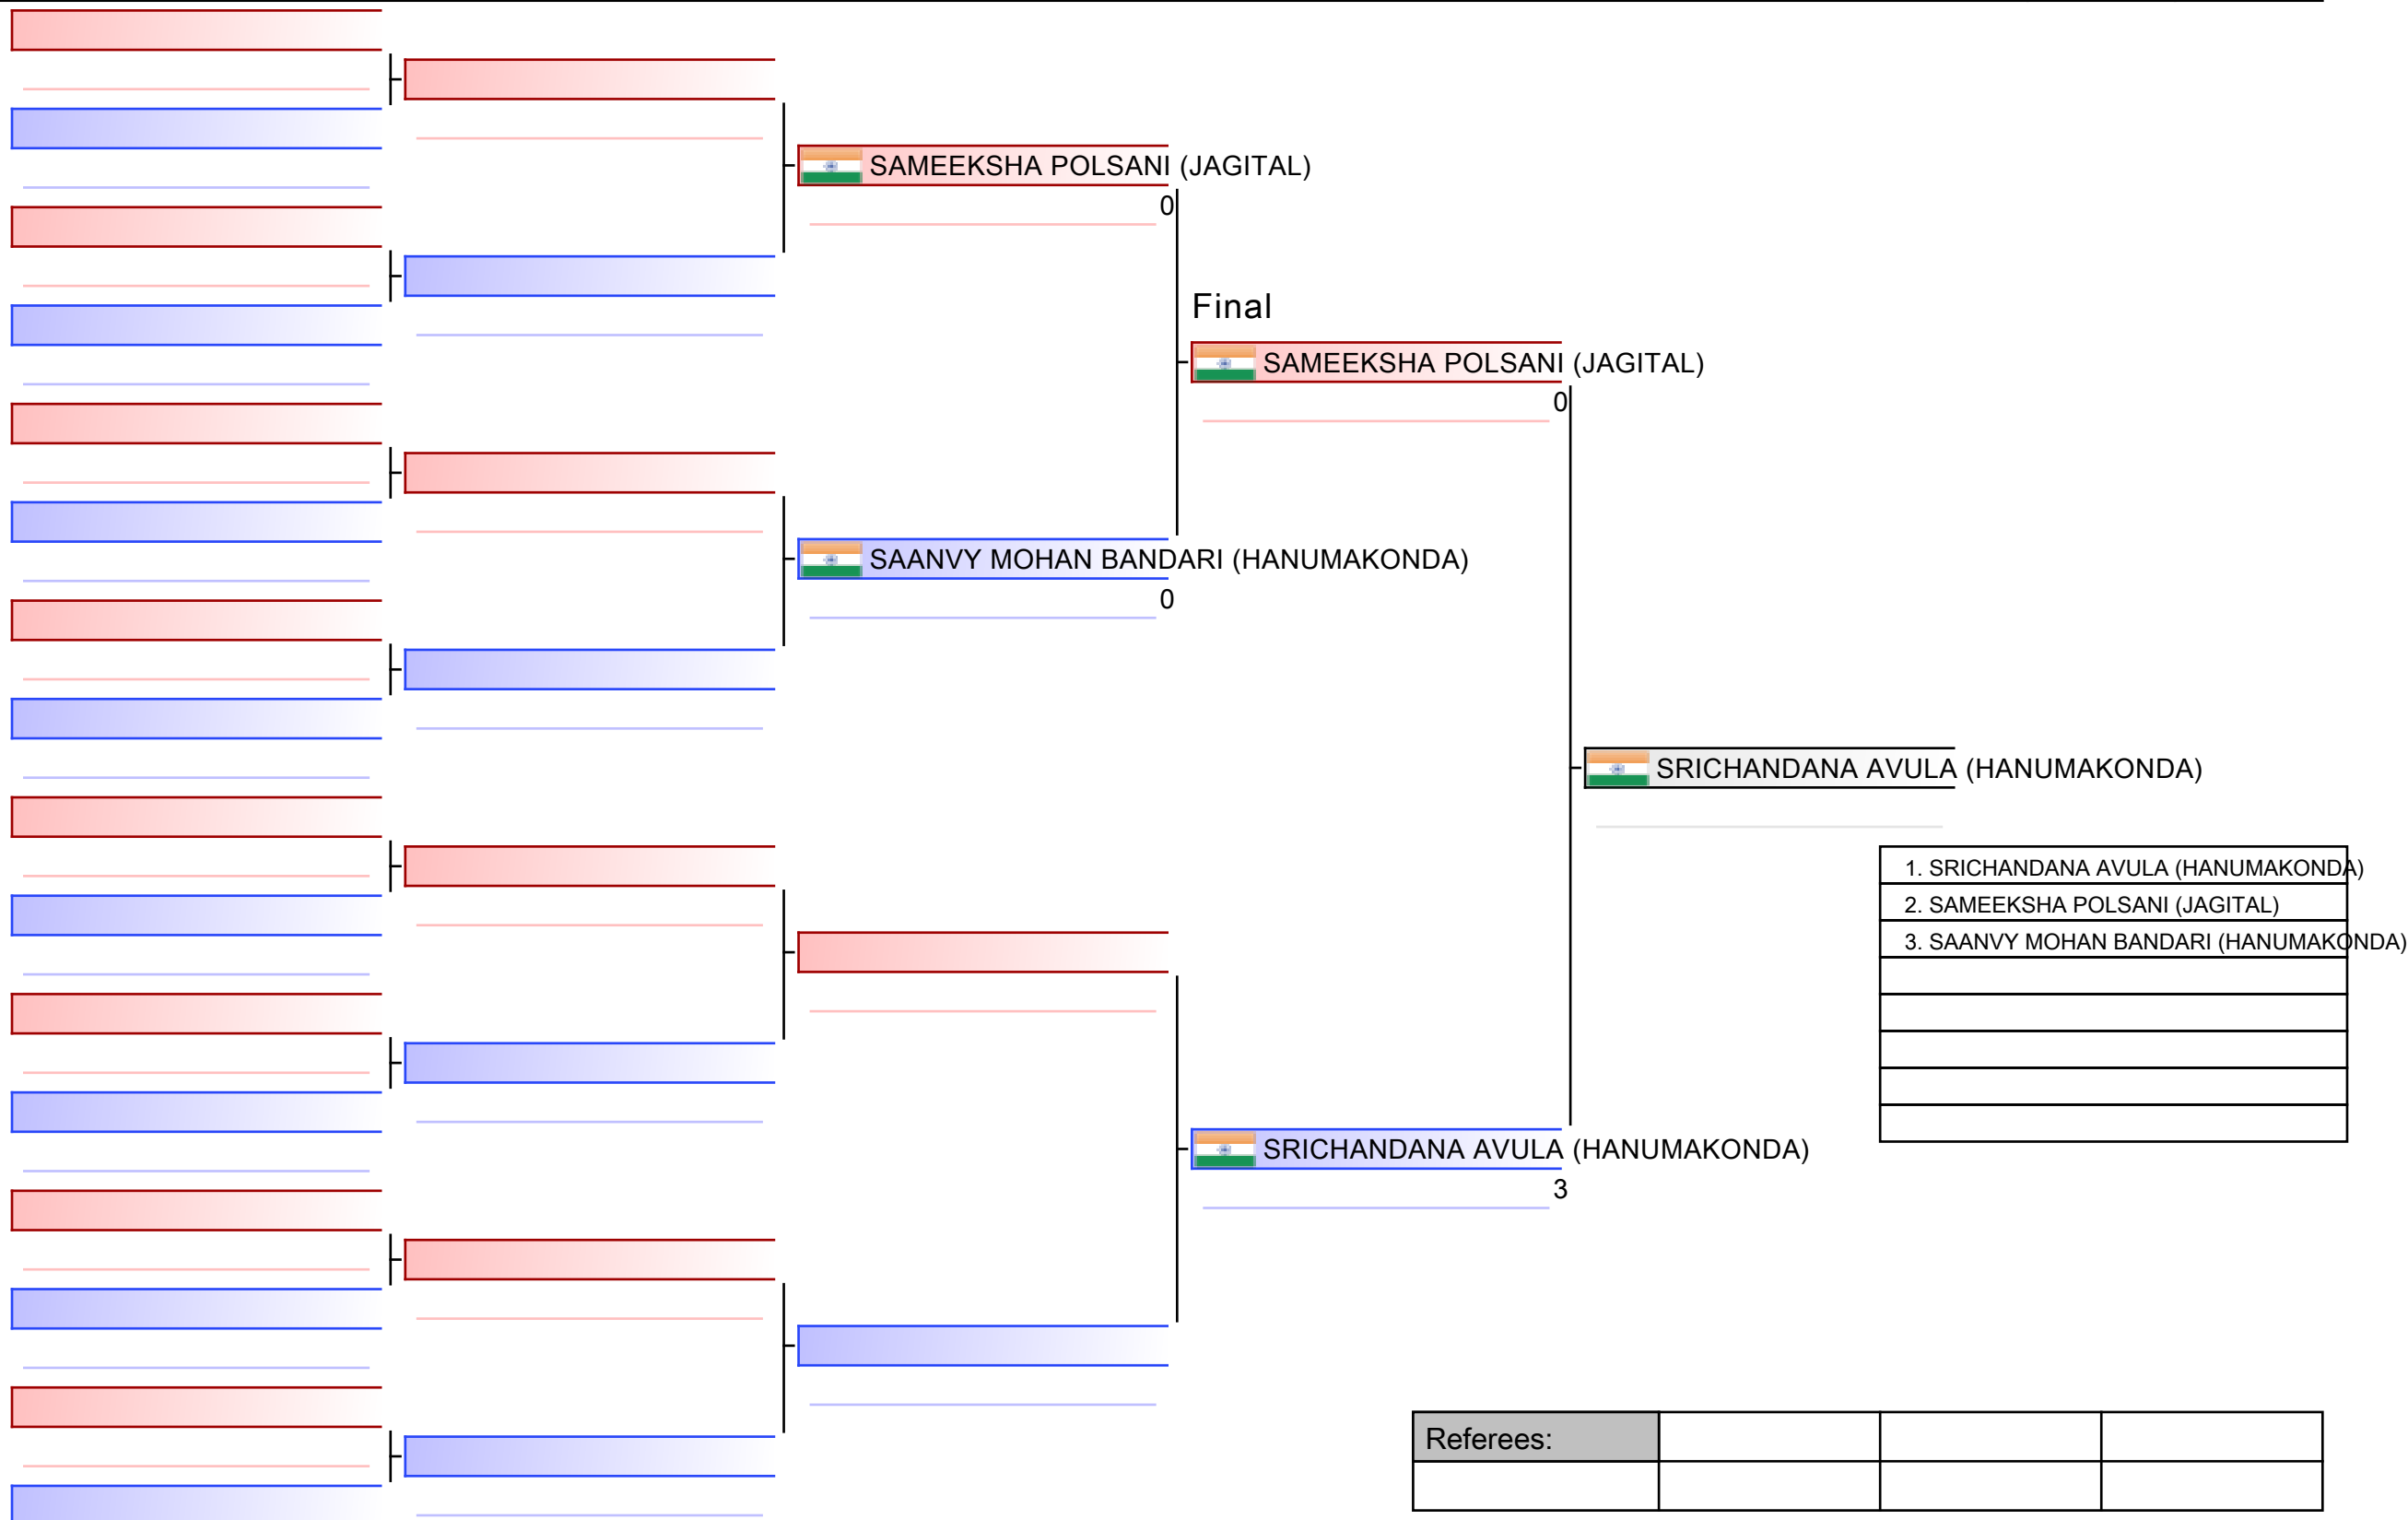 SAMEEKSHA POLSANI (JAGITAL)
0
Final
SAMEEKSHA POLSANI (JAGITAL)
0
SAANVY MOHAN BANDARI (HANUMAKONDA)
0
SRICHANDANA AVULA (HANUMAKONDA)
1. SRICHANDANA AVULA (HANUMAKONDA)
2. SAMEEKSHA POLSANI (JAGITAL)
3. SAANVY MOHAN BANDARI (HANUMAKONDA)
SRICHANDANA AVULA (HANUMAKONDA)
3
Referees: